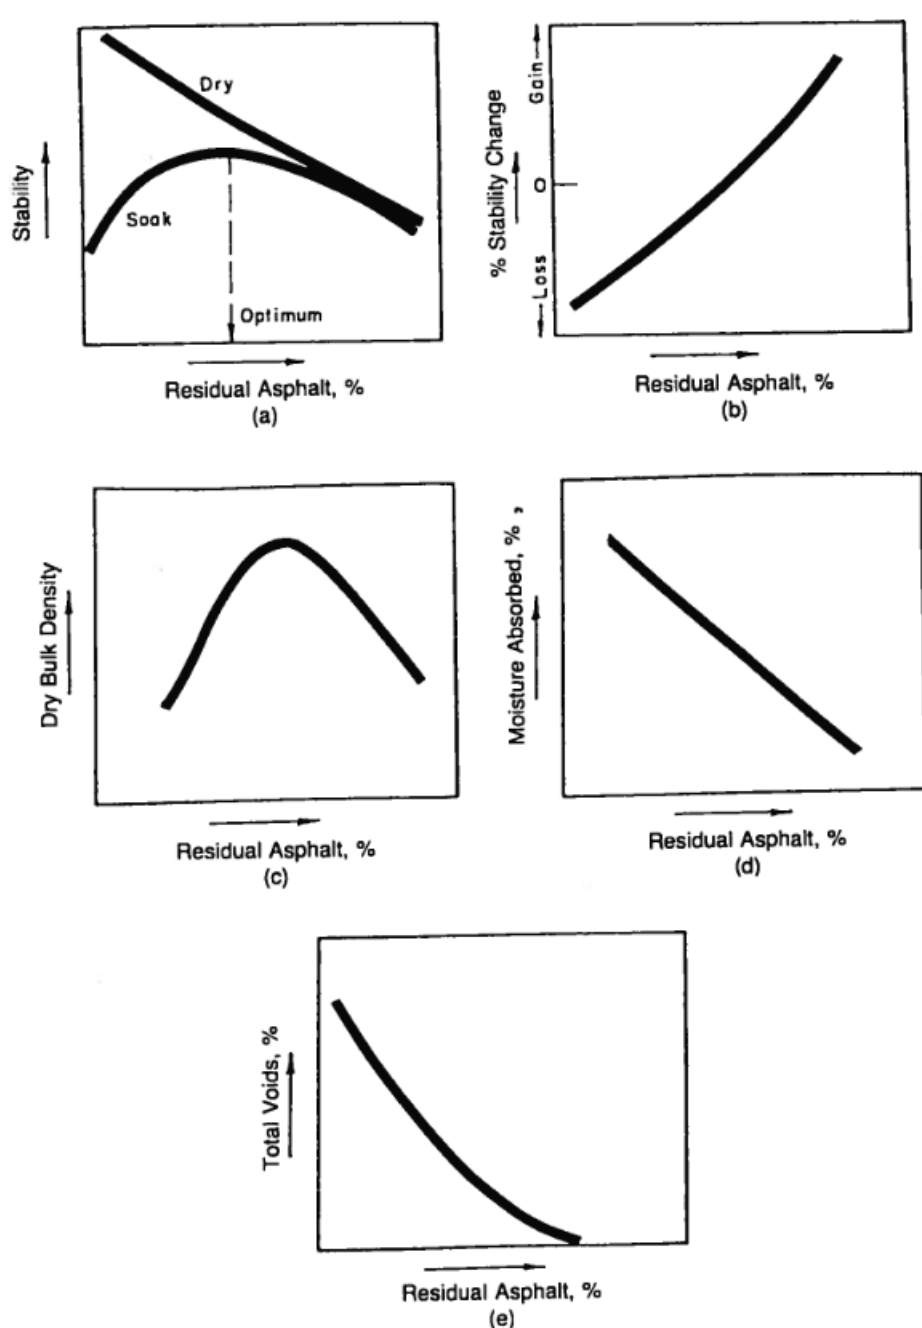 Dry
Soak
Optimum
Stability
Residual Asphalt, %
(a)
Gain
0
Loss
% Stability Change
Residual Asphalt, %
(b)
Dry Bulk Density
Residual Asphalt, %
(c)
Moisture Absorbed, % ,
Residual Asphalt, %
(d)
Total Voids, %
Residual Asphalt, %
(e)